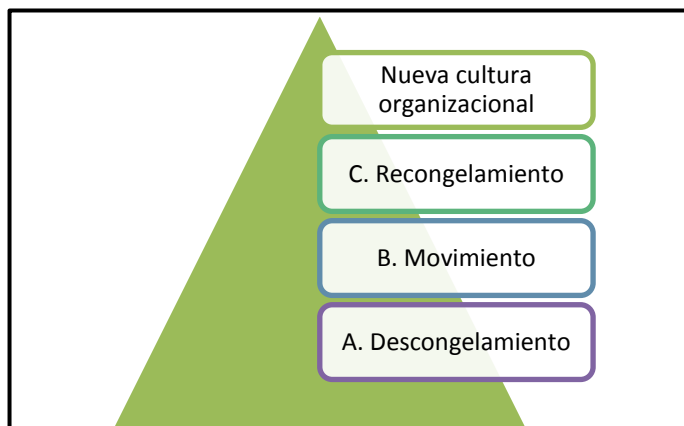 Nueva cultura
organizacional
C. Recongelamiento
B. Movimiento
A. Descongelamiento